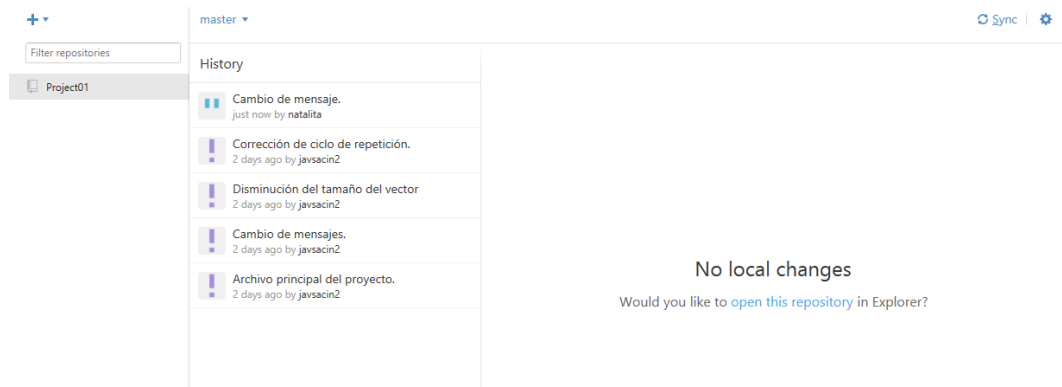 master
Sync
Filter repositories
Project01
History
Cambio de mensaje.
just now by natalita
Corrección de ciclo de repetición.
2 days ago by javsacin2
Disminución del tamaño del vector
2 days ago by javsacin2
Cambio de mensajes.
2 days ago by javsacin2
Archivo principal del proyecto.
2 days ago by javsacin2
No local changes
Would you like to open this repository in Explorer?